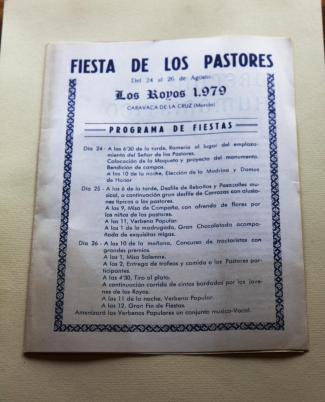 FIESTA DE LOS PASTORES
Del 24 al 26 de Agosto
Los Royos 1.979
CARAVACA DE LA CRUZ (Murcia)
PROGRAMA DE FIESTAS
Día 24 - A las 6'30 de la tarde, Romería al lugar del emplaza-
miento del Señor de los Pastores.
Colocación de la Maqueta y proyecto del monumento.
Bendición de campos.
A las 10 de la noche, Elección de la Madrina y Damas
de Honor
Día 25 - A las 6 de la tarde, Desfile de Rebaños y Pasacalles mu-
sical, a continuación gran desfile de Carrozas con alusio-
nes típicas a los pastores.
A las 9, Misa de Campaña, con ofrenda de flores por
los niños de los pastores.
A las 11, Verbena Popular.
A la 1 de la madrugada, Gran Chocolatada acompa-
ñada de exquisitas migas.
Día 26 - A las 10 de la mañana, Concurso de tractoristas con
grandes premios.
A las 1, Misa Solemne.
A las 2, Entrega de trofeos y comida a los Pastores par-
ticipantes.
A las 4'30, Tiro al plato.
A continuación carrida de cintas bordadas por las jóve-
nes de los Royos.
A las 11 de la noche, Verbena Popular.
A las 12, Gran Fin de Fiestas.
Amenizará las Verbenas Populares un conjunto músico-Vocal.